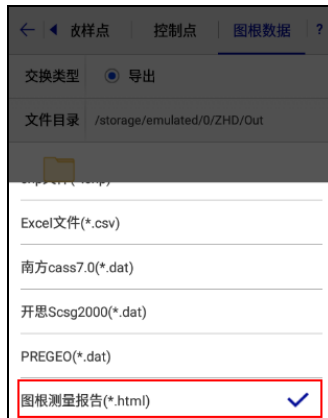 放样点 控制点 图根数据 ?
交换类型 导出
文件目录 /storage/emulated/0/ZHD/Out
Excel文件(*.csv)
南方cass7.0(*.dat)
开思Scsg2000(*.dat)
PREGEO(*.dat)
图根测量报告(*.html)